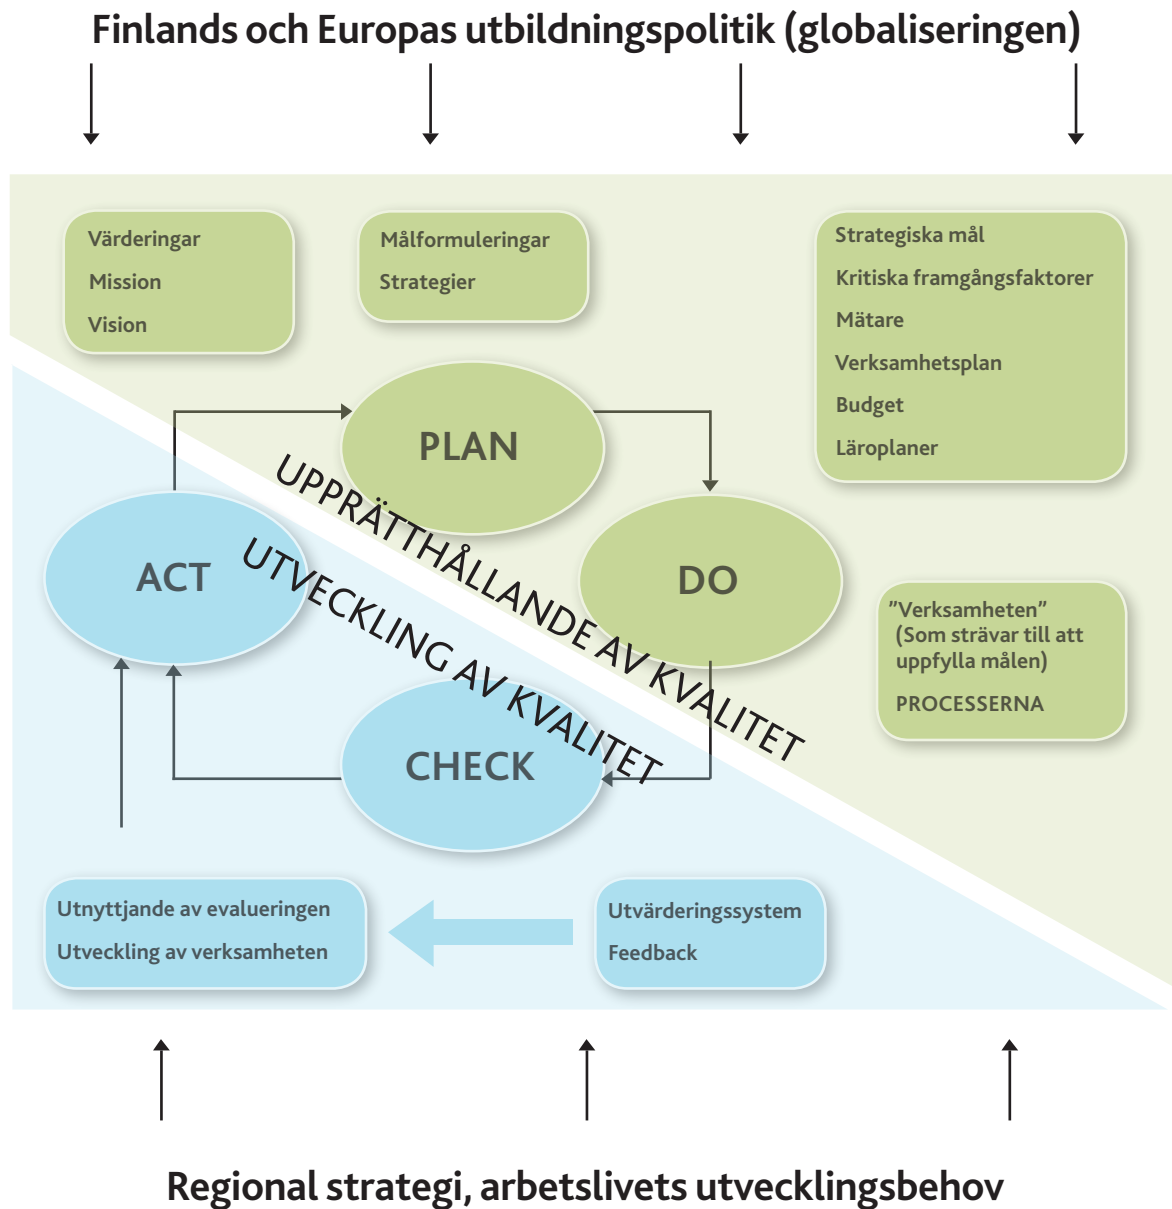 Finlands och Europas utbildningspolitik (globaliseringen)
Värderingar
Mission
Vision
Målformuleringar
Strategier
Strategiska mål
Kritiska framgångsfaktorer
Mätare
Verksamhetsplan
Budget
Läroplaner
PLAN
UPPRÄTTHÅLLANDE AV KVALITET
UTVECKLING AV KVALITET
ACT
DO
”Verksamheten”
(Som strävar till att
uppfylla målen)
PROCESSERNA
CHECK
Utnyttjande av evalueringen
Utveckling av verksamheten
Utvärderingssystem
Feedback
Regional strategi, arbetslivets utvecklingsbehov